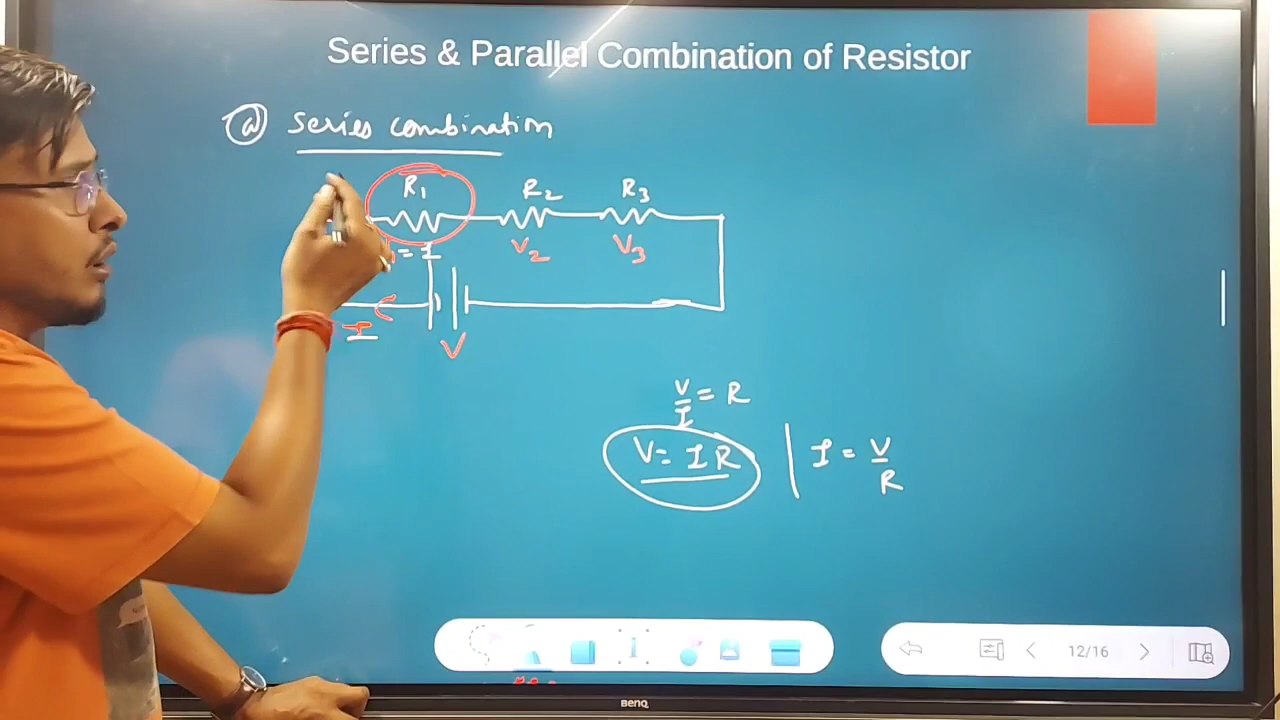 Series & Parallel Combination of Resistor
(a) Series combination
R1 R2 R3
V2 V3
= I
I
V
V/I = R
V = IR | I = V/R
12/16
BenQ